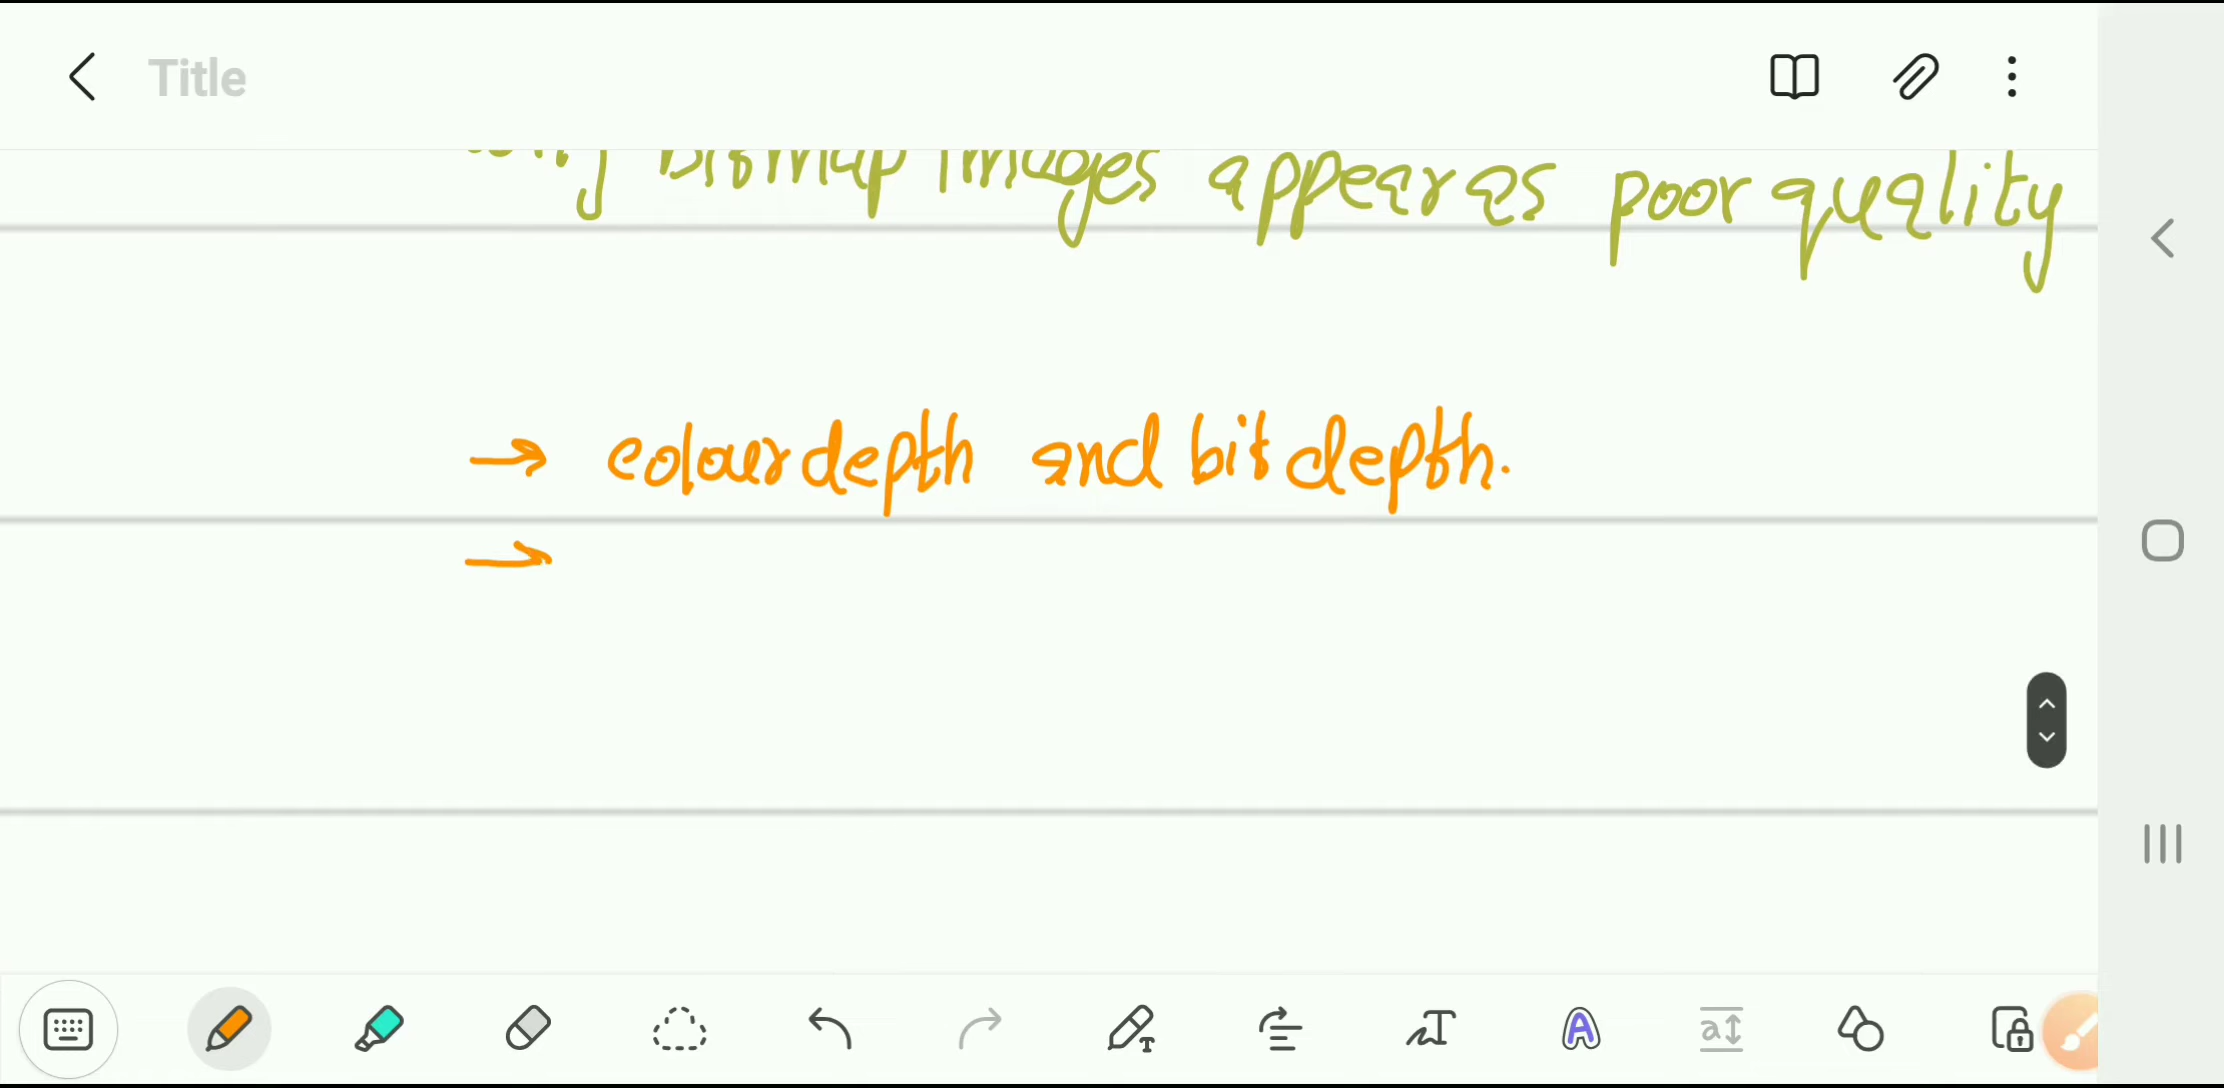 Title
bitmap images appears poor quality
→ colour depth and bit depth.
→